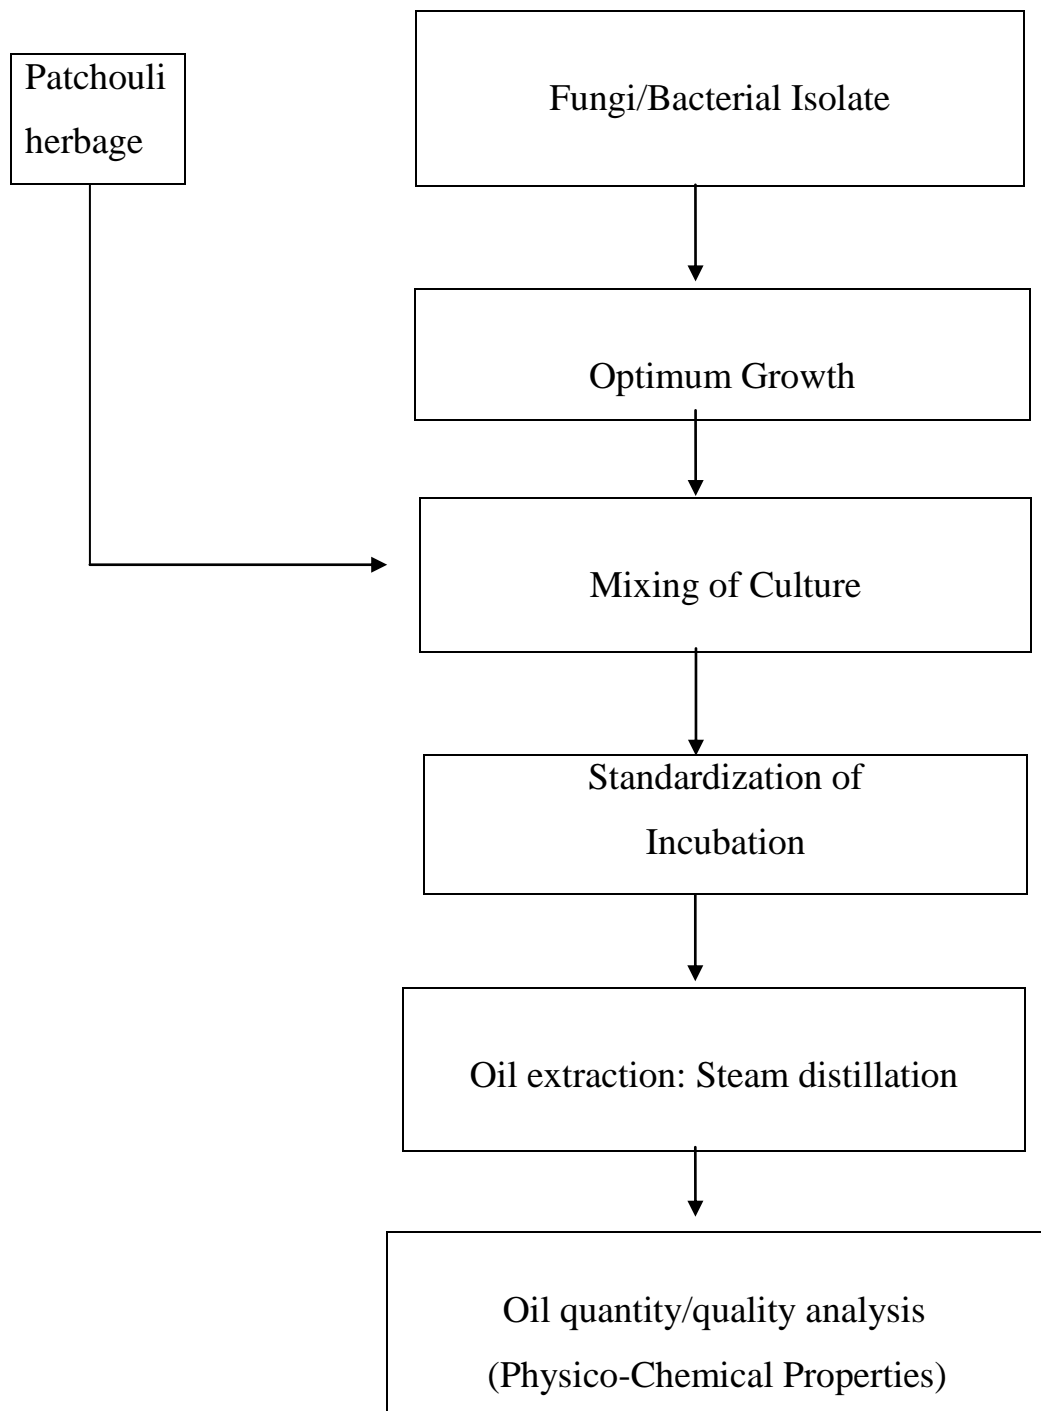 Patchouli
herbage
Fungi/Bacterial Isolate
Optimum Growth
Mixing of Culture
Standardization of
Incubation
Oil extraction: Steam distillation
Oil quantity/quality analysis
(Physico-Chemical Properties)